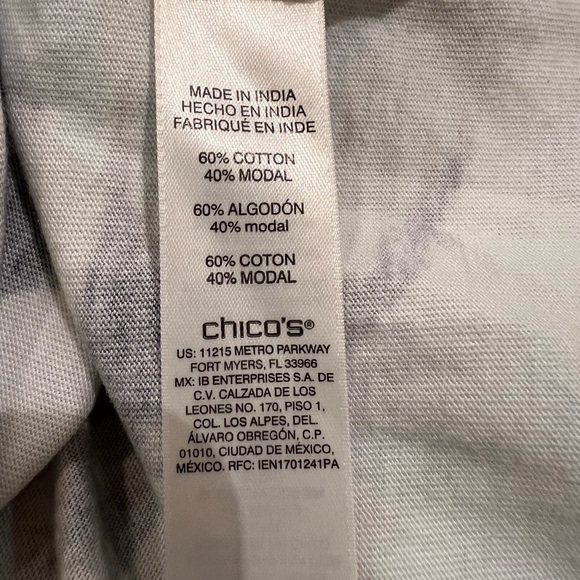 MADE IN INDIA
HECHO EN INDIA
FABRIQUÉ EN INDE
60% COTTON
40% MODAL
60% ALGODÓN
40% modal
60% COTON
40% MODAL
chico's®
US: 11215 METRO PARKWAY
FORT MYERS, FL 33966
MX: IB ENTERPRISES S.A. DE
C.V. CALZADA DE LOS
LEONES NO. 170, PISO 1,
COL. LOS ALPES, DEL.
ÁLVARO OBREGÓN, C.P.
01010, CIUDAD DE MÉXICO,
MÉXICO. RFC: IEN1701241PA